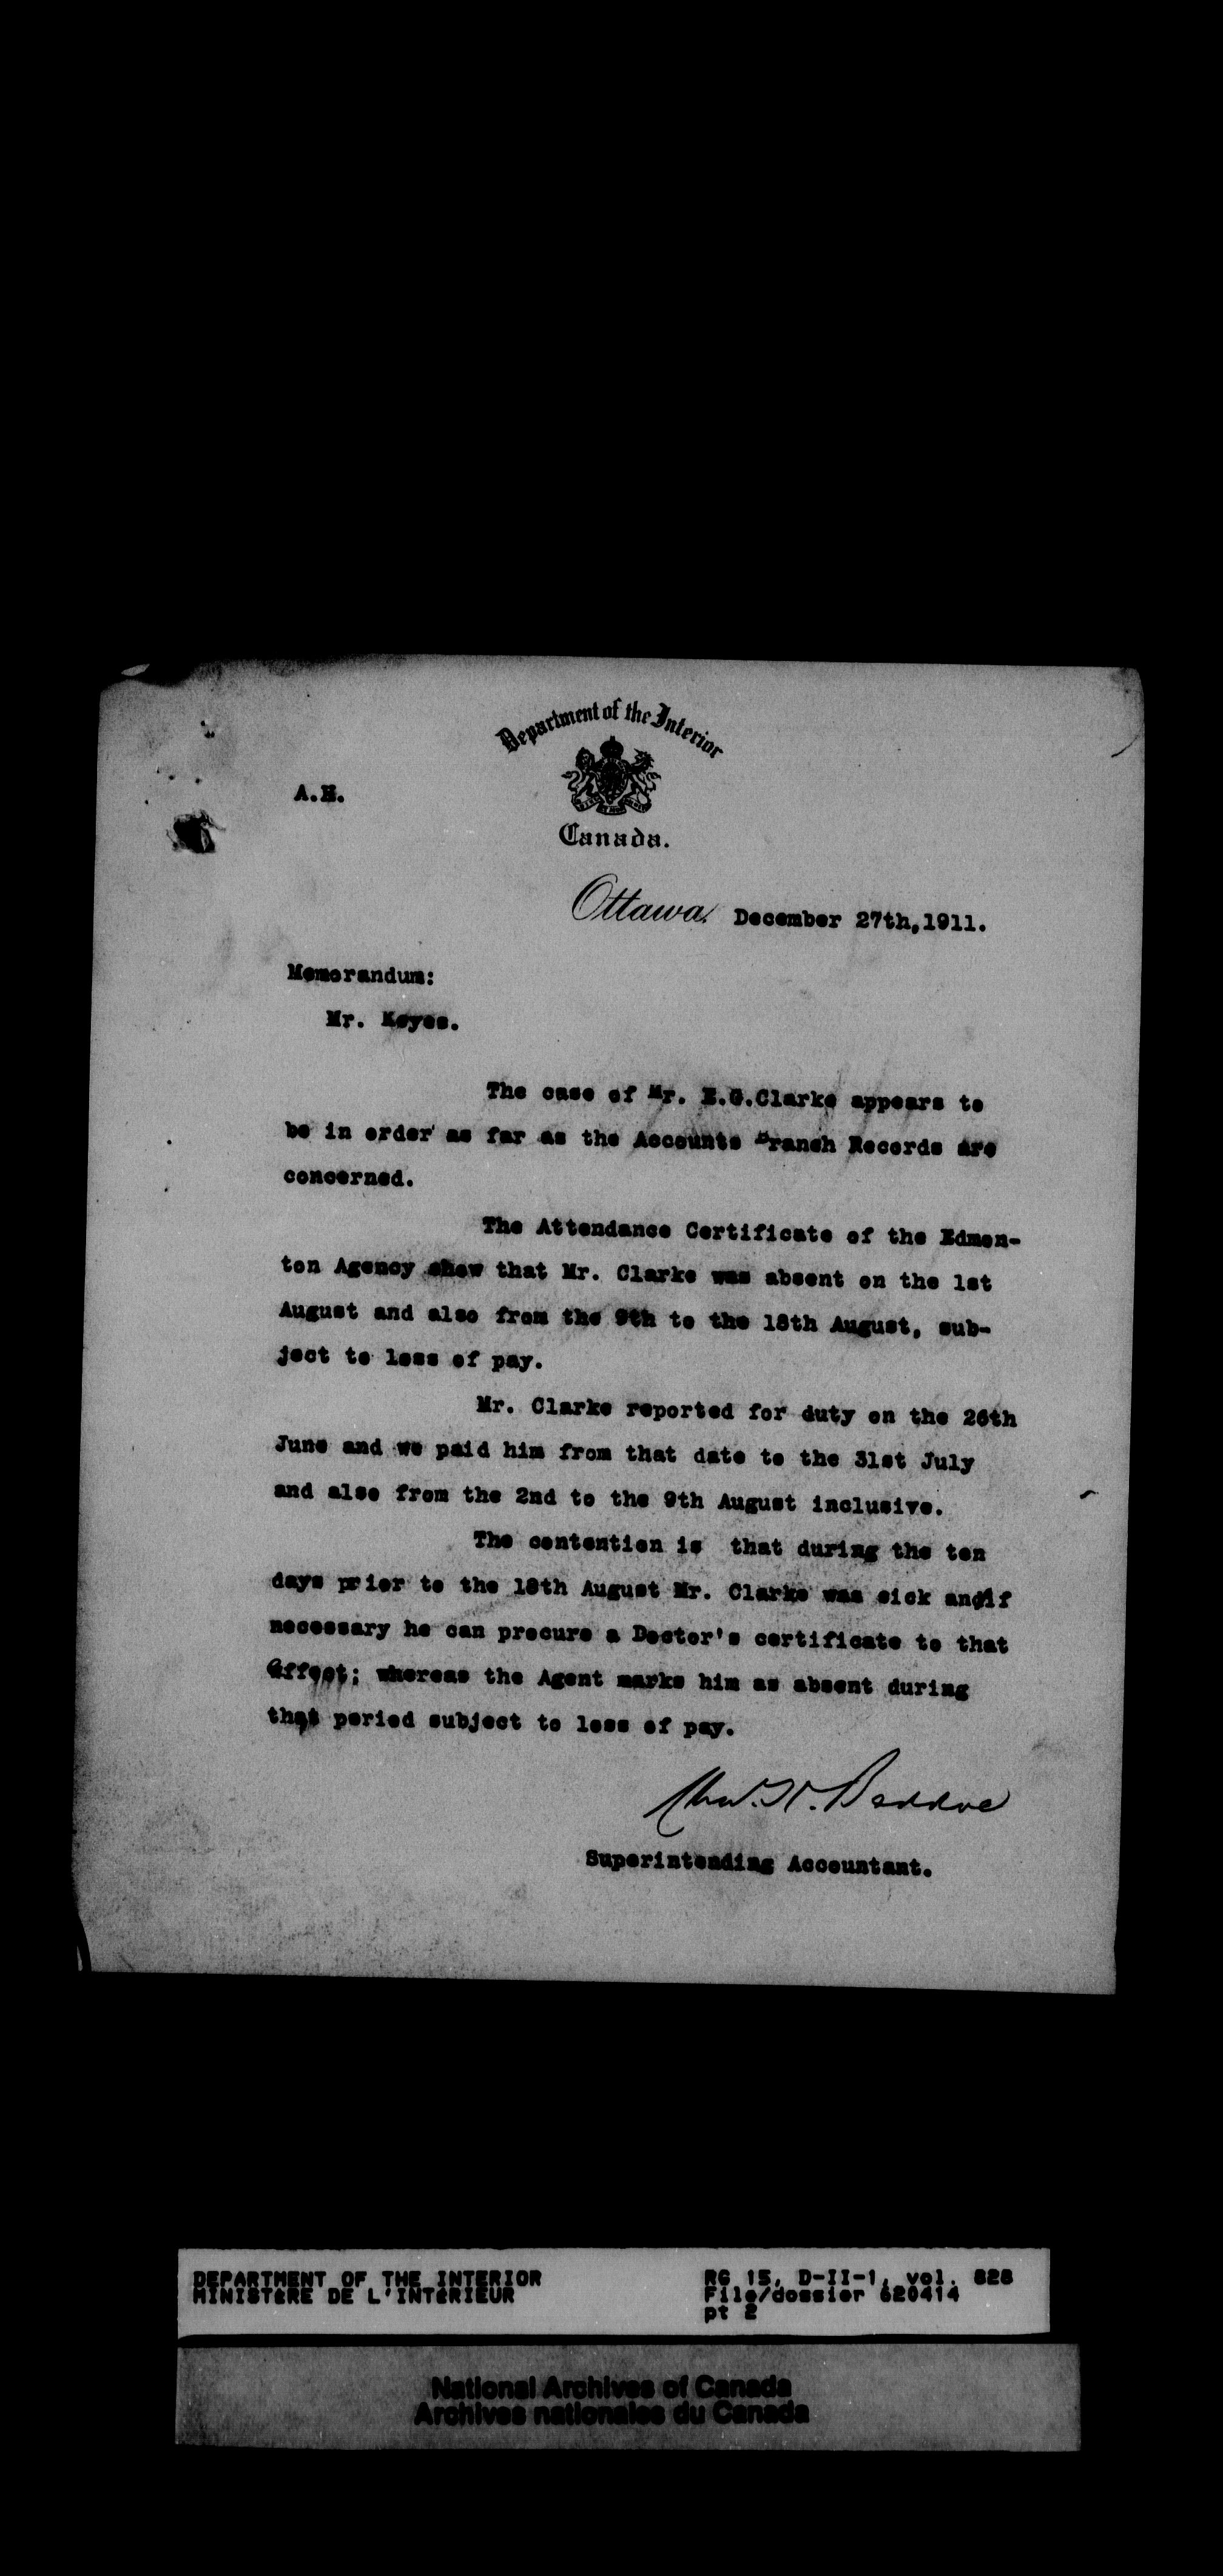 Department of the Interior
A.H.
Canada.
Ottawa, December 27th,1911.
Memorandum:
Mr. Keyes.
The case of Mr. E.G.Clarke appears to
be in order as far as the Accounts Branch Records are
concerned.
The Attendance Certificate of the Edmon-
ton Agency show that Mr. Clarke was absent on the 1st
August and also from the 9th to the 18th August, sub-
ject to loss of pay.
Mr. Clarke reported for duty on the 26th
June and we paid him from that date to the 31st July
and also from the 2nd to the 9th August inclusive.
The contention is that during the ten
days prier to the 18th August Mr. Clarke was sick and if
necessary he can procure a Doctor's certificate to that
effect; whereas the Agent marks him as absent during
that period subject to loss of pay.
Chas. H. Beddoe
Superintending Accountant.
DEPARTMENT OF THE INTERIOR
MINISTERE DE L'INTERIEUR
RG 15, D-II-1, vol. 828
File/dossier 620414
pt 2
National Archives of Canada
Archives nationales du Canada